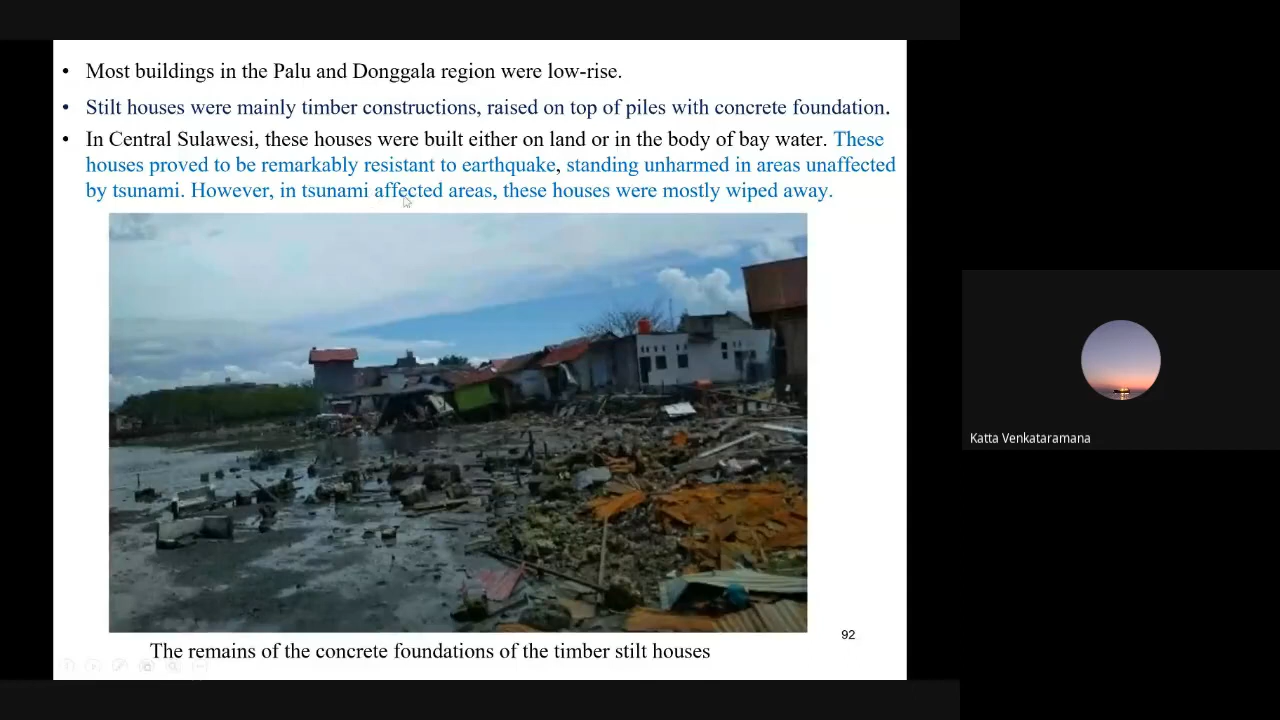 • Most buildings in the Palu and Donggala region were low-rise.
• Stilt houses were mainly timber constructions, raised on top of piles with concrete foundation.
• In Central Sulawesi, these houses were built either on land or in the body of bay water. These
houses proved to be remarkably resistant to earthquake, standing unharmed in areas unaffected
by tsunami. However, in tsunami affected areas, these houses were mostly wiped away.
Katta Venkataramana
92
The remains of the concrete foundations of the timber stilt houses